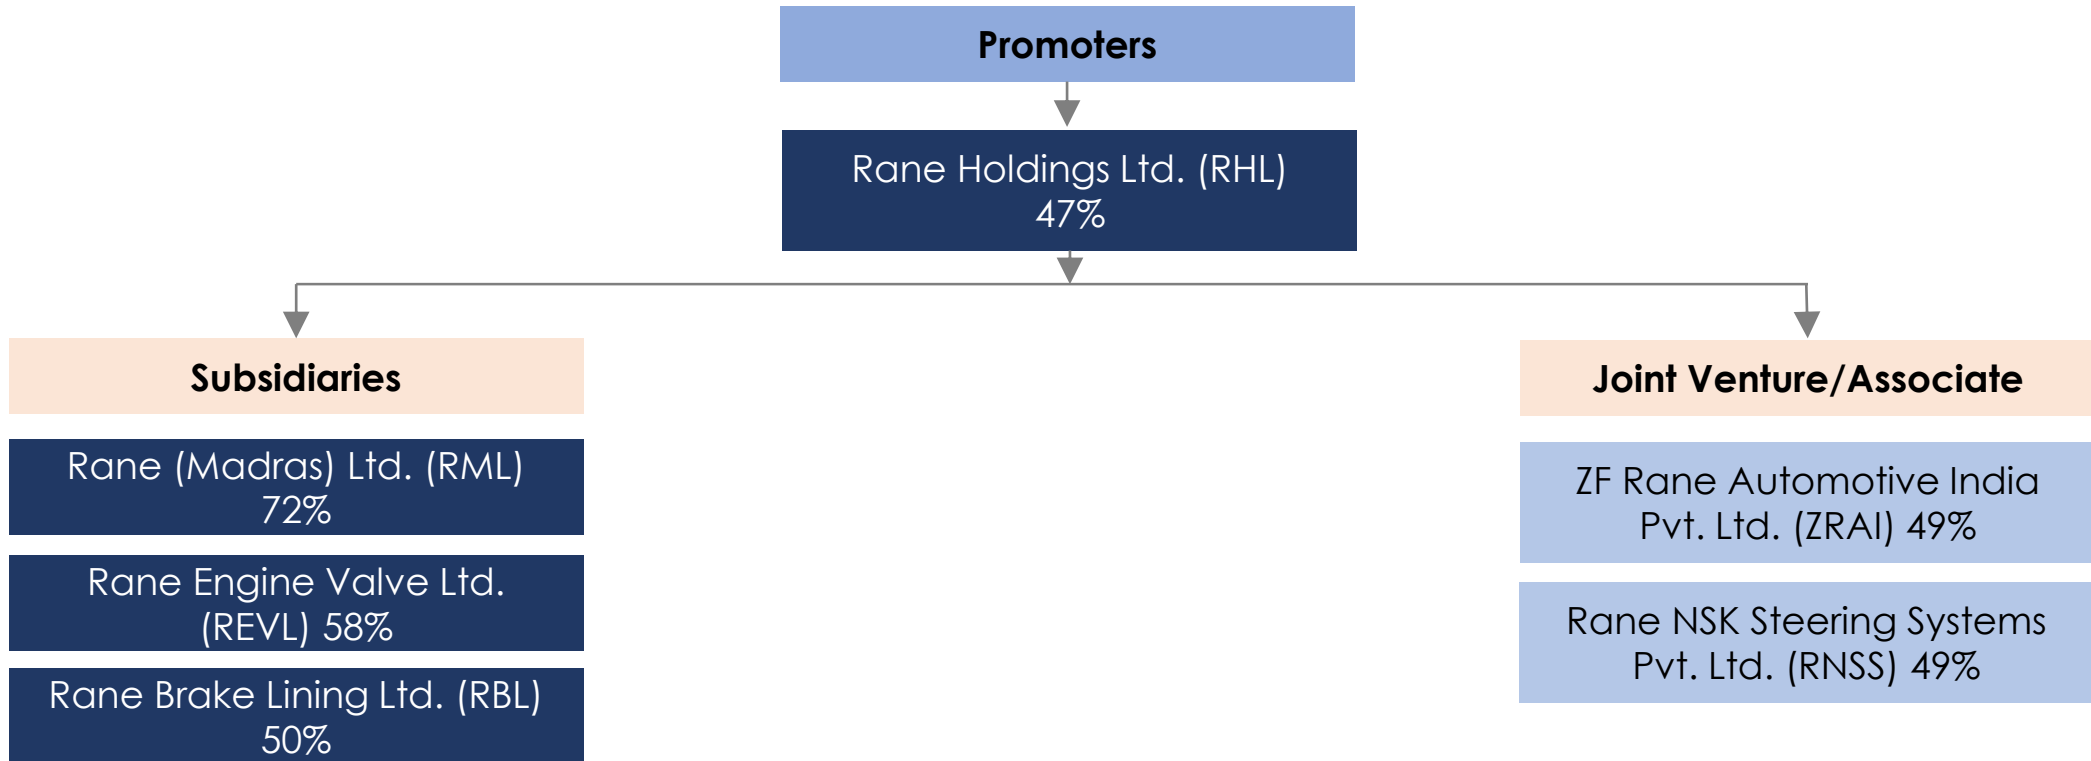 Promoters
Rane Holdings Ltd. (RHL)
47%
Subsidiaries
Rane (Madras) Ltd. (RML)
72%
Rane Engine Valve Ltd.
(REVL) 58%
Rane Brake Lining Ltd. (RBL)
50%
Joint Venture/Associate
ZF Rane Automotive India
Pvt. Ltd. (ZRAI) 49%
Rane NSK Steering Systems
Pvt. Ltd. (RNSS) 49%